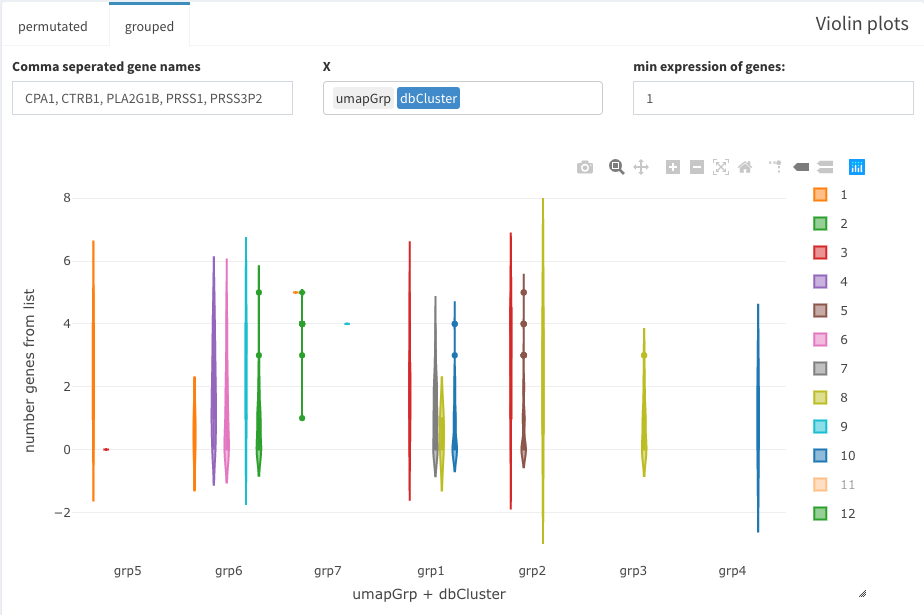 permutated
grouped
Violin plots
Comma seperated gene names
X
min expression of genes:
CPA1, CTRB1, PLA2G1B, PRSS1, PRSS3P2
umapGrp dbCluster
1
8
6
4
2
0
−2
number genes from list
grp5 grp6 grp7 grp1 grp2 grp3 grp4
umapGrp + dbCluster
1
2
3
4
5
6
7
8
9
10
11
12